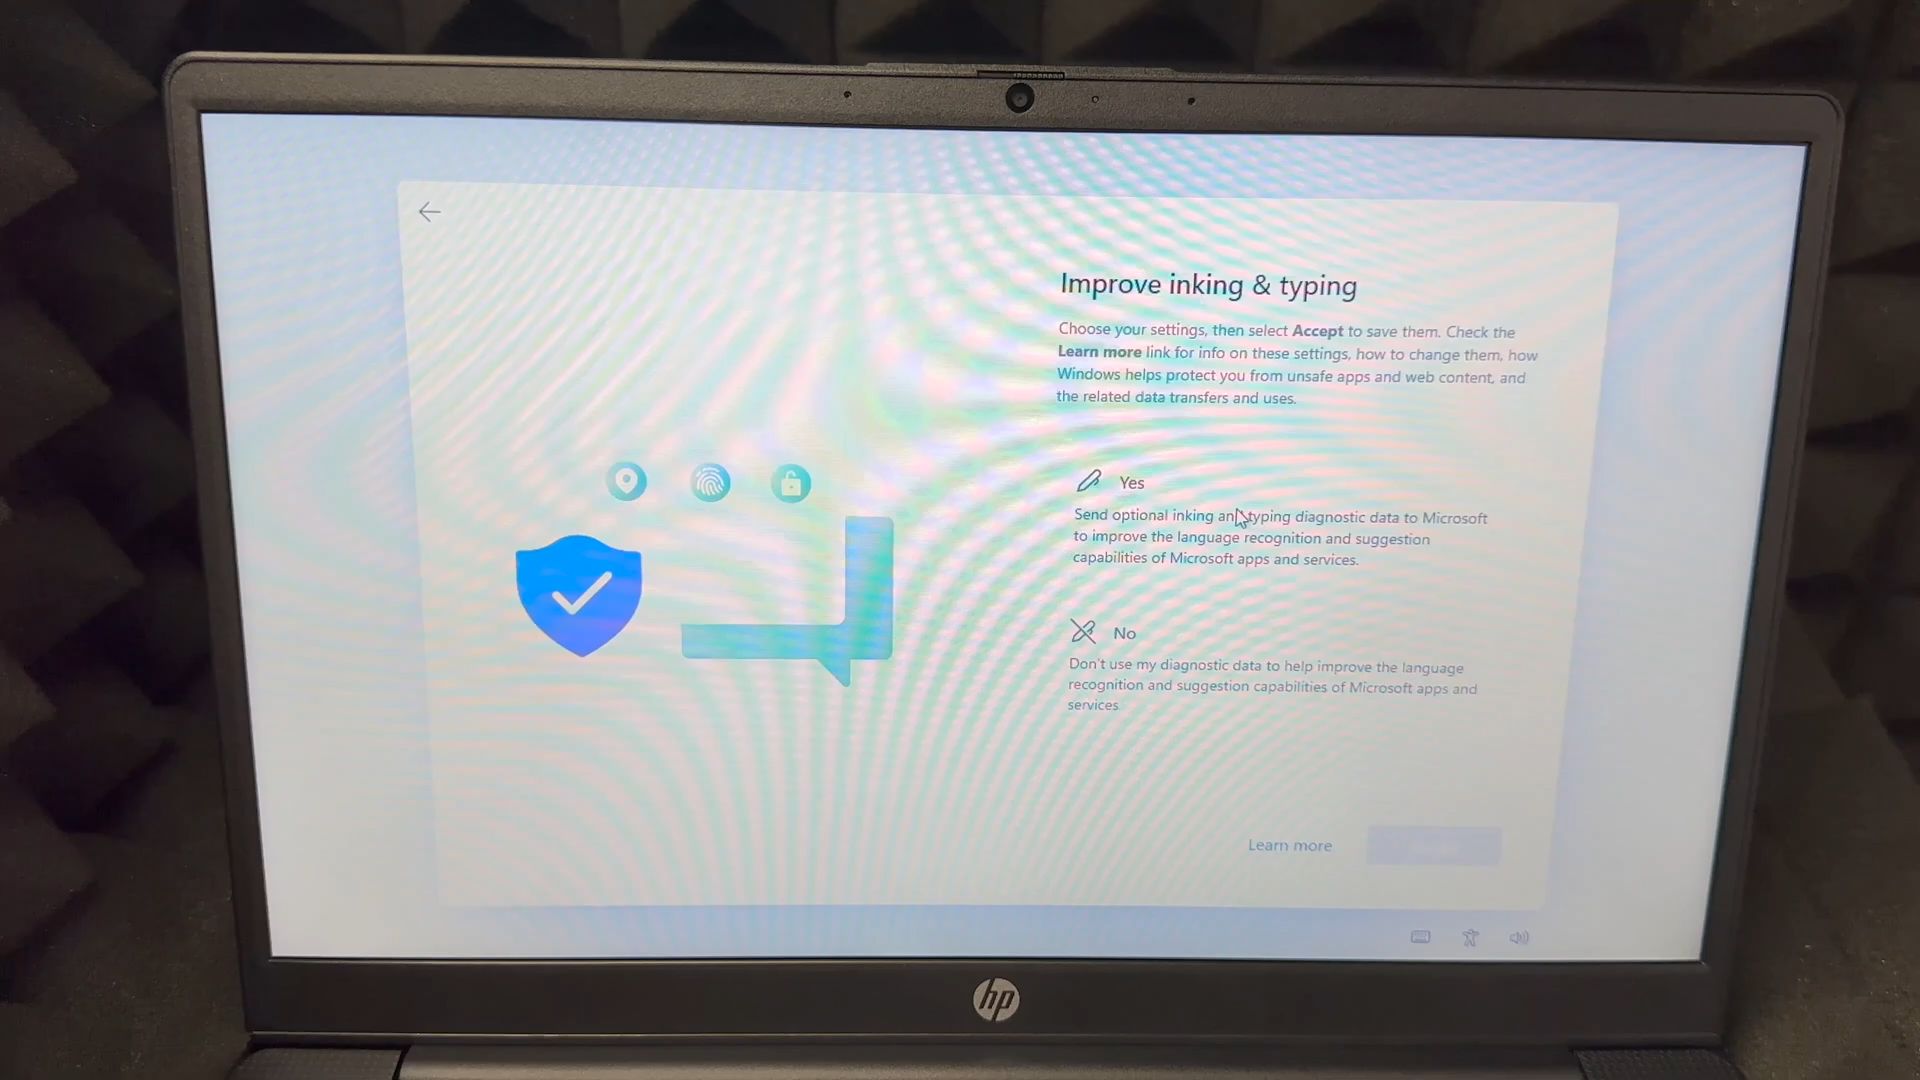 Improve inking & typing
Choose your settings, then select Accept to save them. Check the
Learn more link for info on these settings, how to change them, how
Windows helps protect you from unsafe apps and web content, and
the related data transfers and uses.
Yes
Send optional inking and typing diagnostic data to Microsoft
to improve the language recognition and suggestion
capabilities of Microsoft apps and services.
No
Don't use my diagnostic data to help improve the language
recognition and suggestion capabilities of Microsoft apps and
services.
Learn more
hp